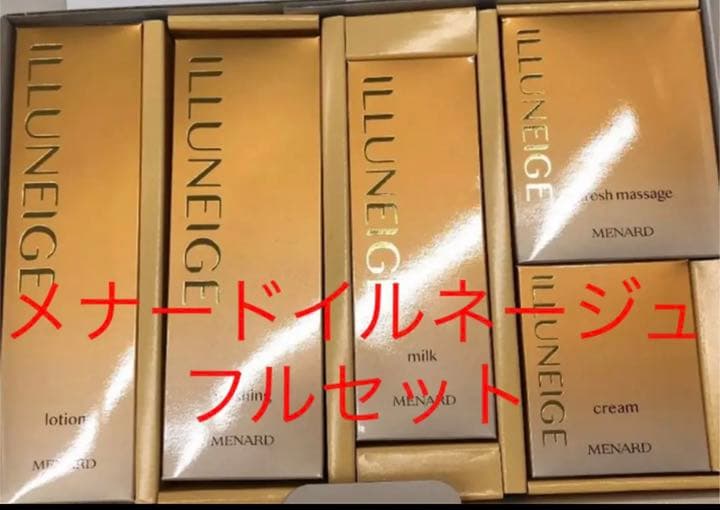 ILLUNEIGE
lotion
MENARD
ILLUNEIGE
MENARD
ILLUNEIGE
milk
MENARD
ILLUNEIGE
massage
MENARD
ILLUNEIGE
cream
MENARD
メナードイルネージュ
フルセット